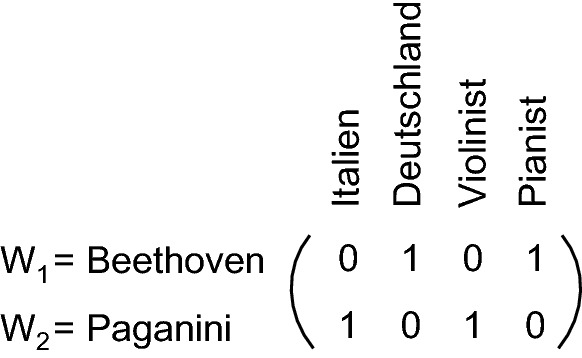 Italien Deutschland Violinist Pianist
W₁= Beethoven ( 0 1 0 1 )
W₂= Paganini ( 1 0 1 0 )